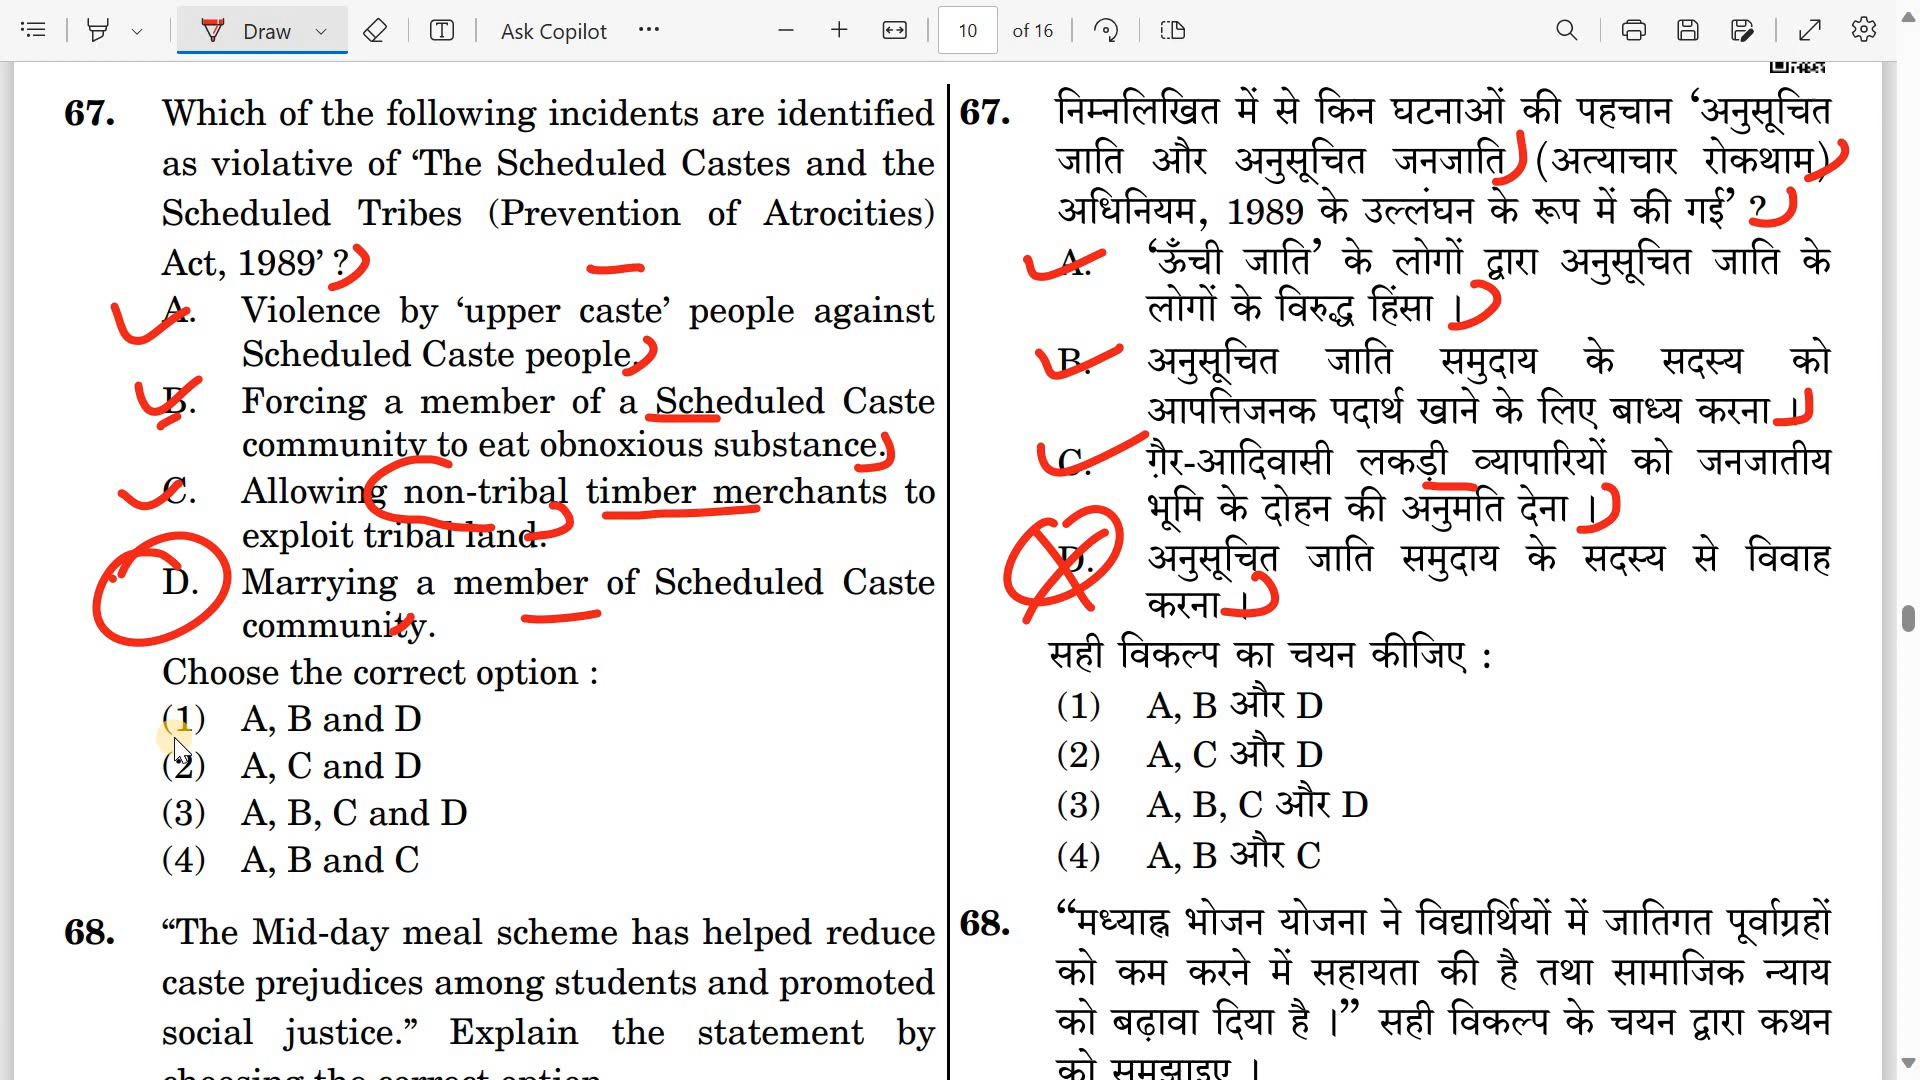 Draw
Ask Copilot
10 of 16
67. Which of the following incidents are identified
as violative of ‘The Scheduled Castes and the
Scheduled Tribes (Prevention of Atrocities)
Act, 1989’ ?
A. Violence by ‘upper caste’ people against
Scheduled Caste people.
B. Forcing a member of a Scheduled Caste
community to eat obnoxious substance.
C. Allowing non-tribal timber merchants to
exploit tribal land.
D. Marrying a member of Scheduled Caste
community.
Choose the correct option :
(1) A, B and D
(2) A, C and D
(3) A, B, C and D
(4) A, B and C
68. “The Mid-day meal scheme has helped reduce
caste prejudices among students and promoted
social justice.” Explain the statement by
choosing the correct option
67. निम्नलिखित में से किन घटनाओं की पहचान ‘अनुसूचित
जाति और अनुसूचित जनजाति (अत्याचार रोकथाम)
अधिनियम, 1989 के उल्लंघन के रूप में की गई’ ?
A. ‘ऊँची जाति’ के लोगों द्वारा अनुसूचित जाति के
लोगों के विरुद्ध हिंसा ।
B. अनुसूचित जाति समुदाय के सदस्य को
आपत्तिजनक पदार्थ खाने के लिए बाध्य करना ।
C. ग़ैर-आदिवासी लकड़ी व्यापारियों को जनजातीय
भूमि के दोहन की अनुमति देना ।
D. अनुसूचित जाति समुदाय के सदस्य से विवाह
करना ।
सही विकल्प का चयन कीजिए :
(1) A, B और D
(2) A, C और D
(3) A, B, C और D
(4) A, B और C
68. “मध्याह्न भोजन योजना ने विद्यार्थियों में जातिगत पूर्वाग्रहों
को कम करने में सहायता की है तथा सामाजिक न्याय
को बढ़ावा दिया है ।” सही विकल्प के चयन द्वारा कथन
को समझाइए ।